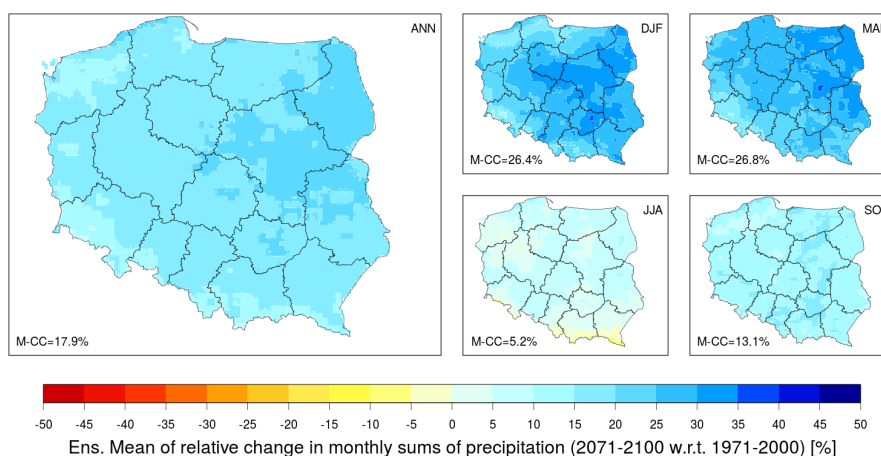 ANN
M-CC=17.9%
DJF
M-CC=26.4%
MA
M-CC=26.8%
JJA
M-CC=5.2%
SO
M-CC=13.1%
-50 -45 -40 -35 -30 -25 -20 -15 -10 -5 0 5 10 15 20 25 30 35 40 45 50
Ens. Mean of relative change in monthly sums of precipitation (2071-2100 w.r.t. 1971-2000) [%]